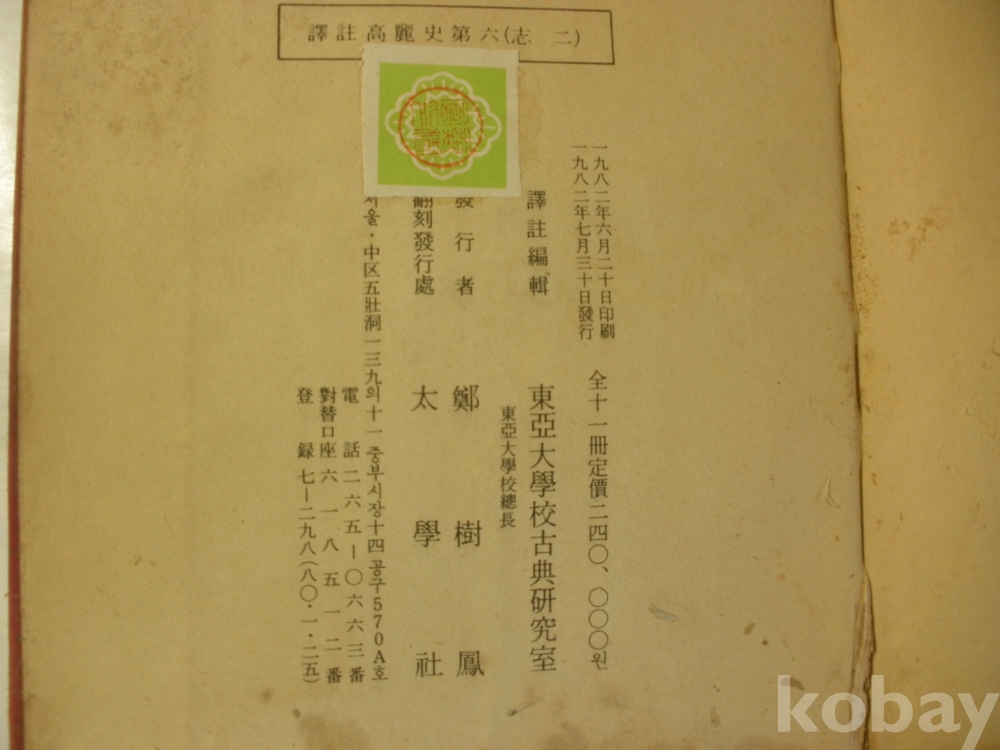 譯註高麗史第六(志 二)
一九八二年六月二十日印刷
一九八二年七月三十日發行
全十一冊定價二四〇、〇〇〇원
譯註編輯 東亞大學校古典硏究室
東亞大學校總長
發行者 鄭樹鳳
翻刻發行處 太學社
서울·中区五壯洞一三九의十一 중부시장十四공구570A호
電話 二六五—〇六六三番
對替口座 六一八五一二番
登録 七—二九八(八〇·一·二五)
kobay